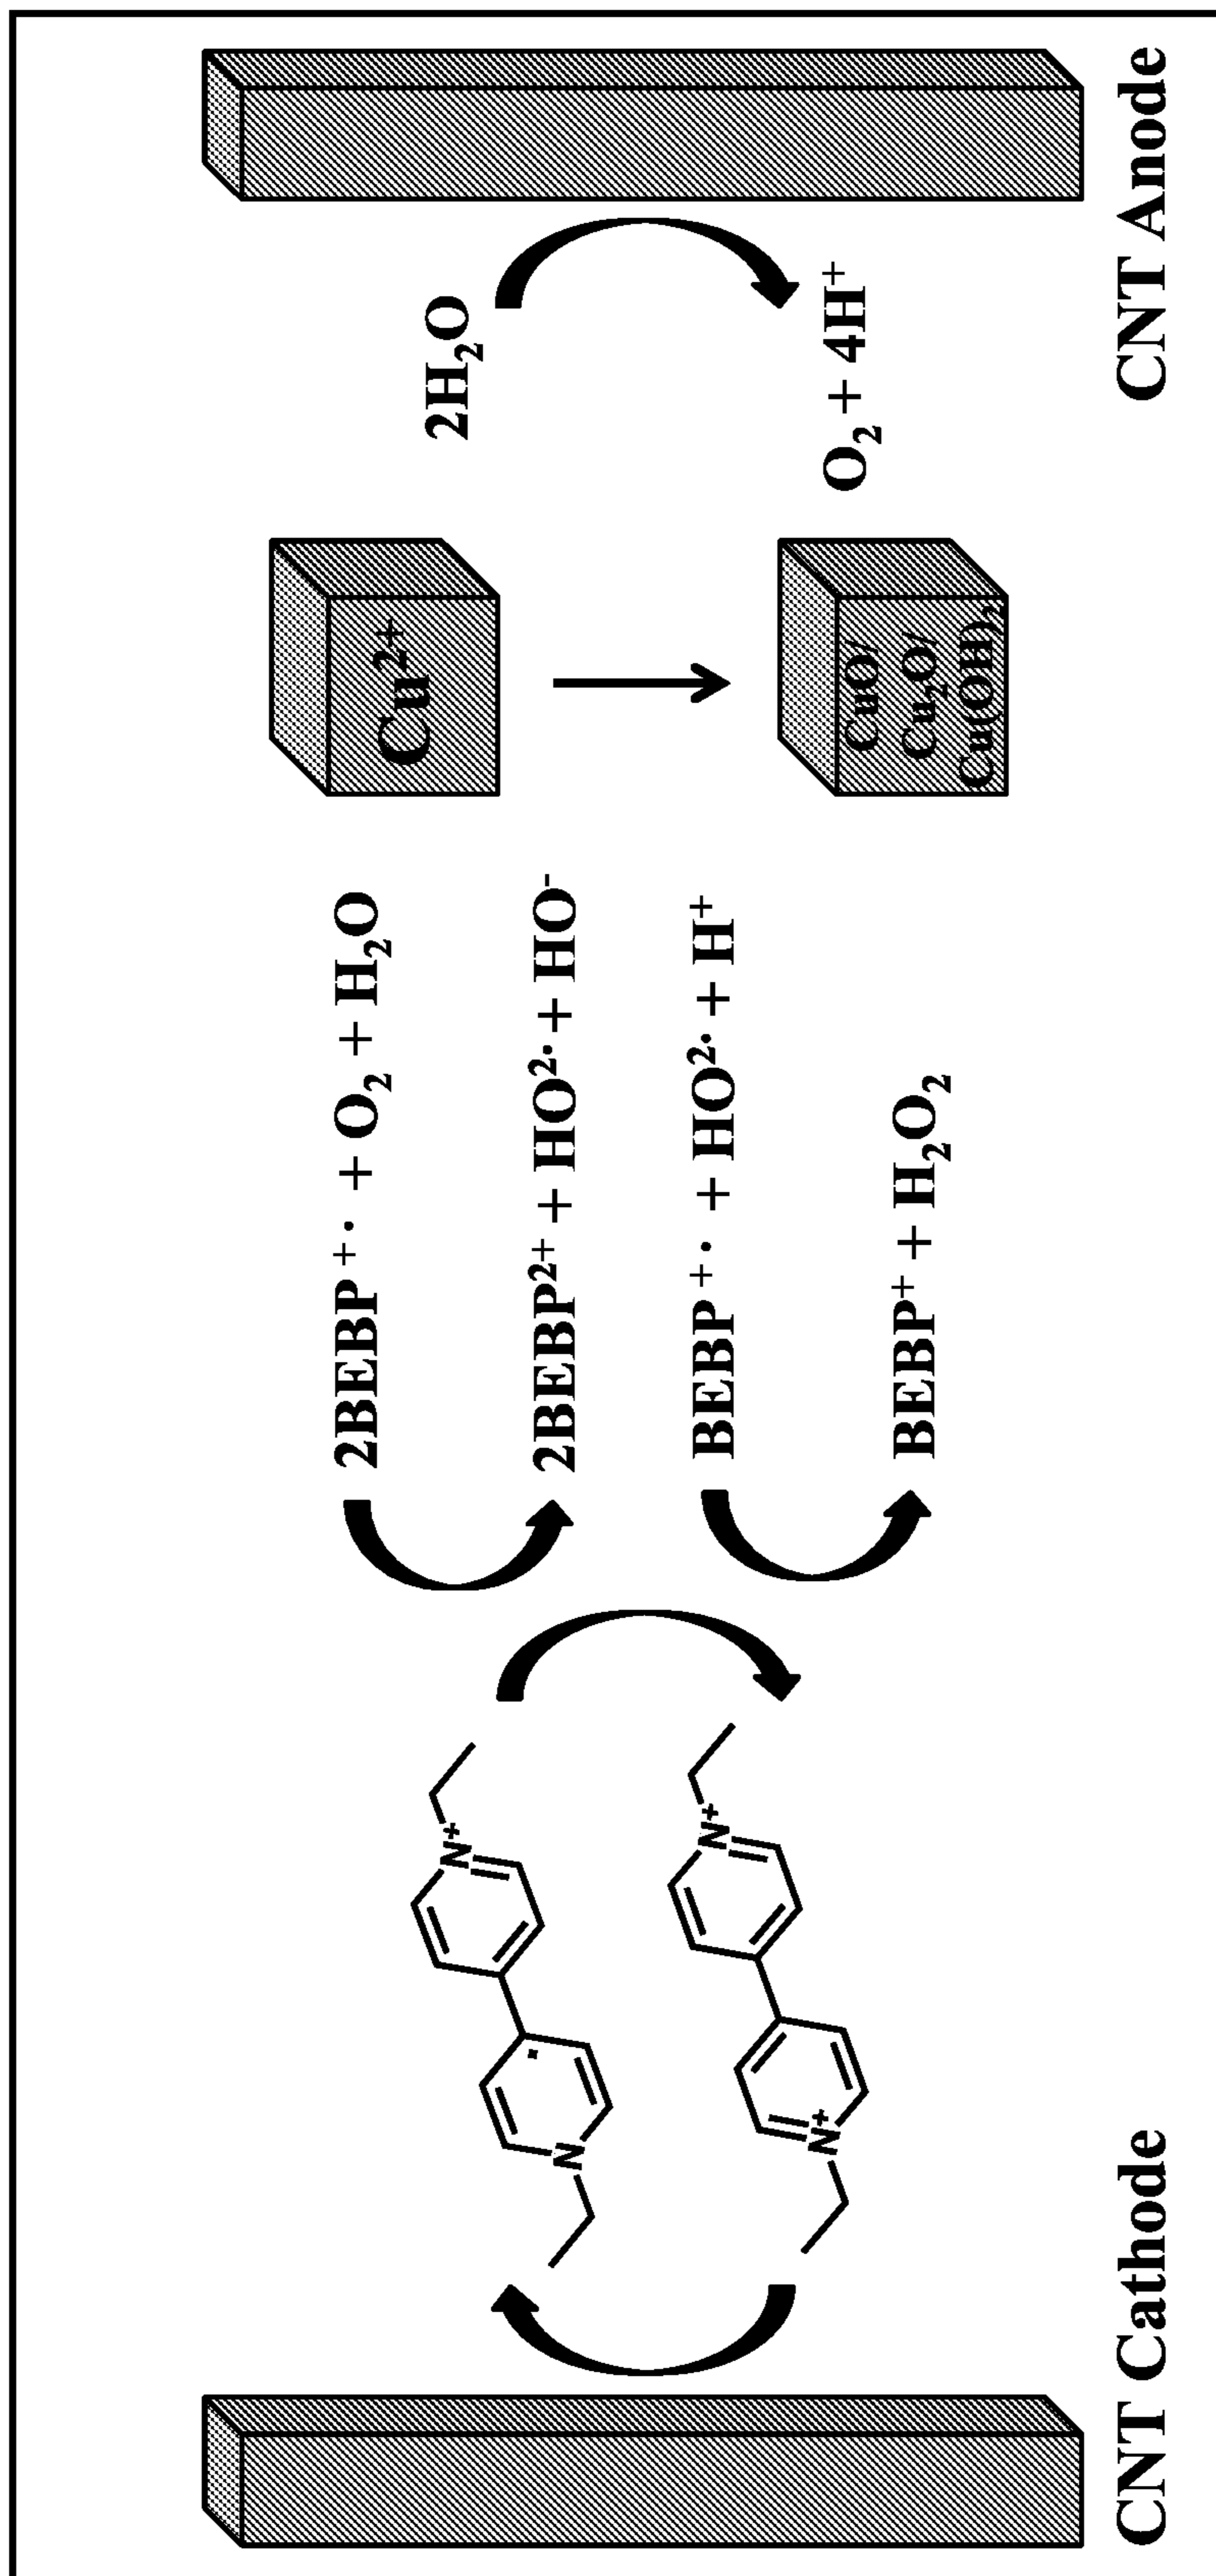 2BEBP⁺· + O₂ + H₂O
2BEBP²⁺ + HO²· + HO⁻
BEBP⁺· + HO²· + H⁺
BEBP⁺ + H₂O₂
N⁺
N
N⁺
N⁺
Cu²⁺
CuO/
Cu₂O/
Cu(OH)₂
2H₂O
O₂ + 4H⁺
CNT Cathode
CNT Anode